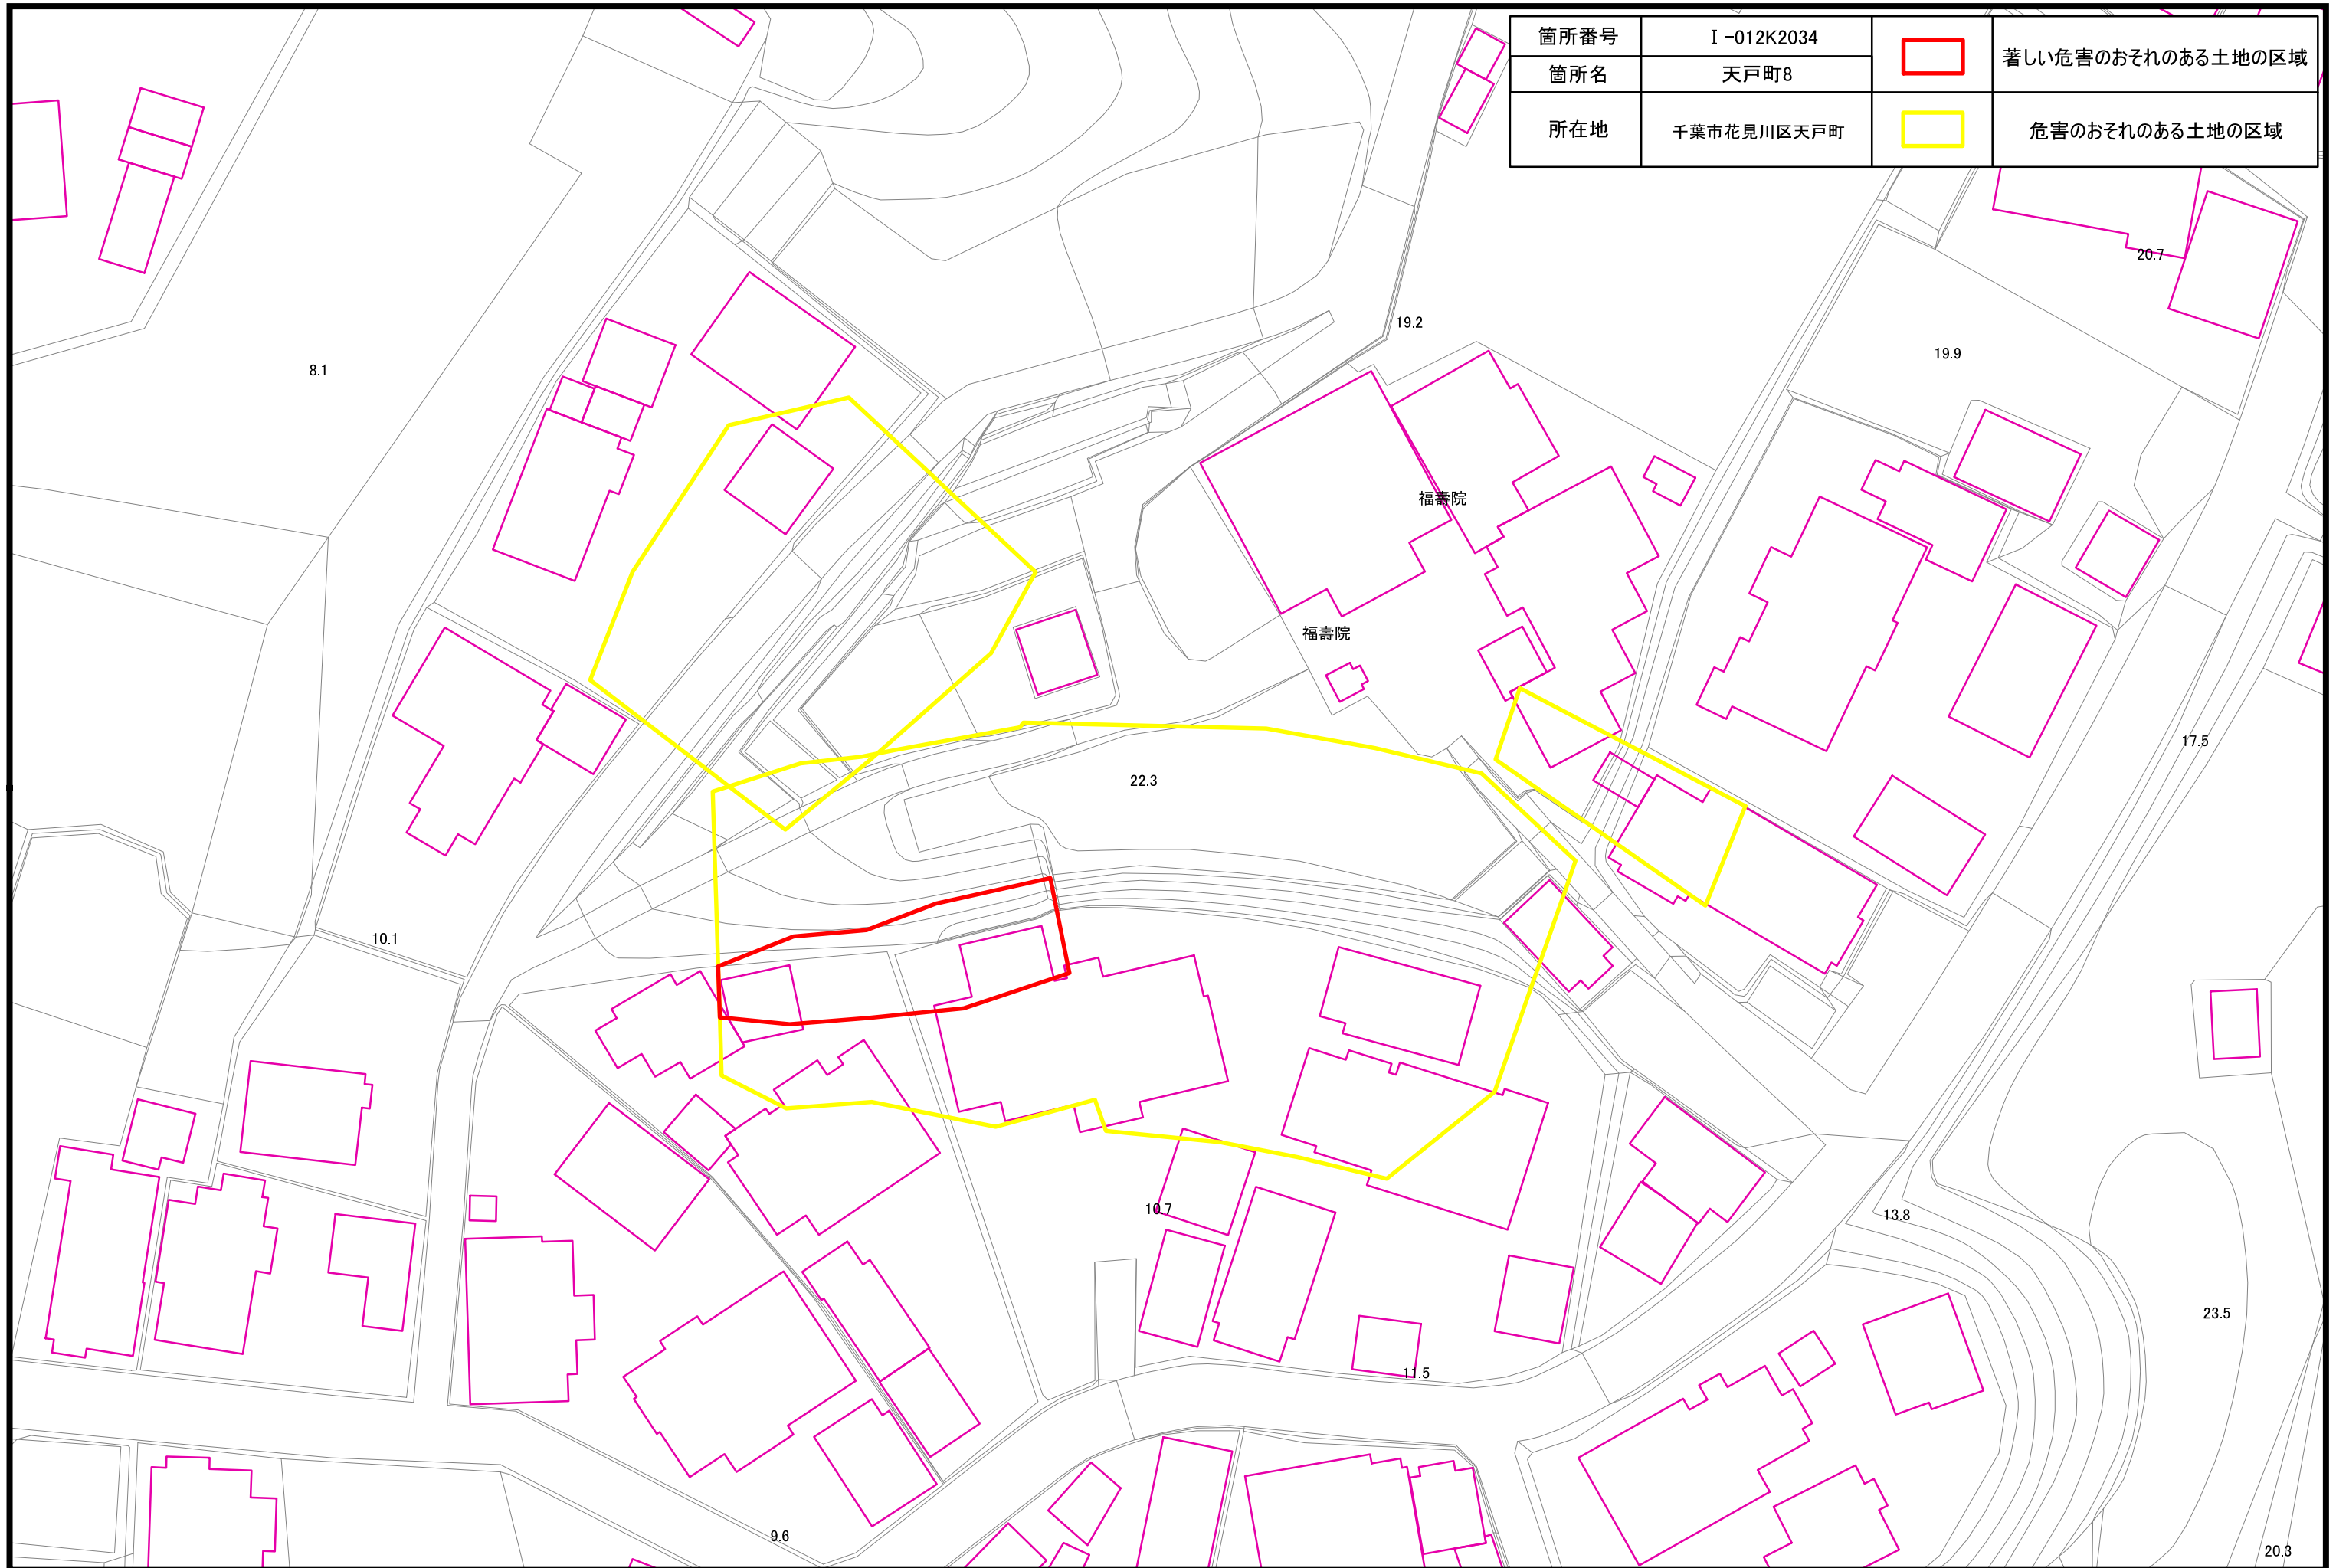 箇所番号 Ⅰ-012K2034
箇所名 天戸町8
所在地 千葉市花見川区天戸町
著しい危害のおそれのある土地の区域
危害のおそれのある土地の区域
20.7
19.2
19.9
8.1
福壽院
福壽院
17.5
22.3
10.1
10.7
13.8
23.5
11.5
9.6
20.3